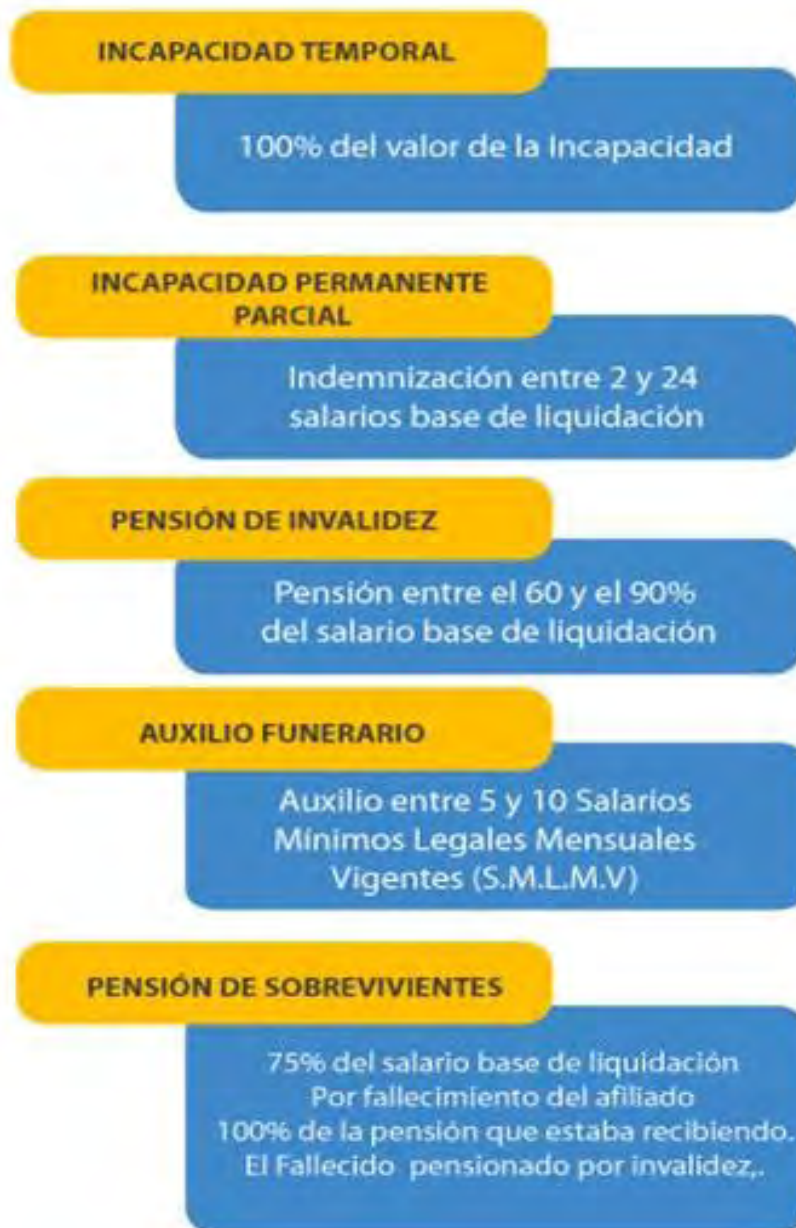 INCAPACIDAD TEMPORAL
100% del valor de la Incapacidad
INCAPACIDAD PERMANENTE
PARCIAL
Indemnización entre 2 y 24
salarios base de liquidación
PENSIÓN DE INVALIDEZ
Pensión entre el 60 y el 90%
del salario base de liquidación
AUXILIO FUNERARIO
Auxilio entre 5 y 10 Salarios
Mínimos Legales Mensuales
Vigentes (S.M.L.M.V)
PENSIÓN DE SOBREVIVIENTES
75% del salario base de liquidación
Por fallecimiento del afiliado
100% de la pensión que estaba recibiendo.
El Fallecido pensionado por invalidez,.